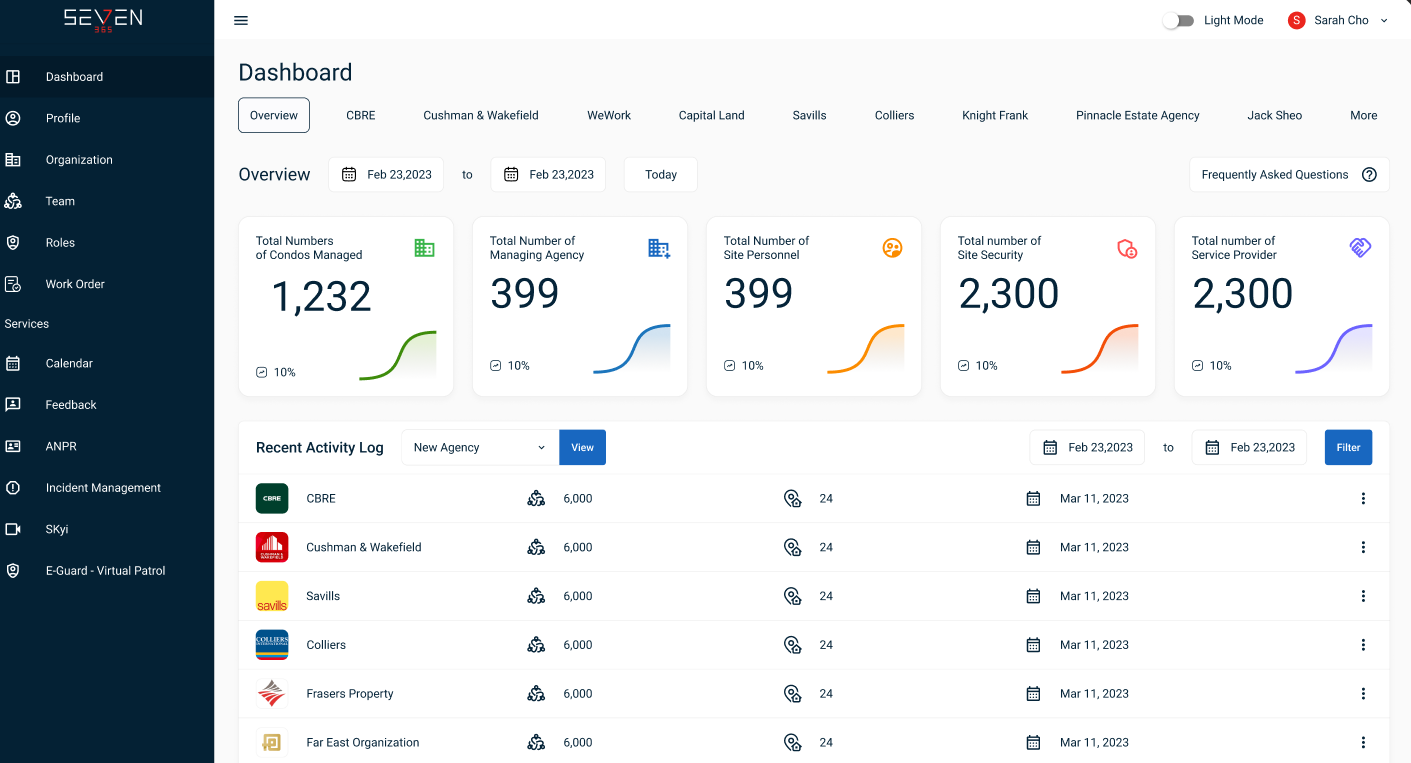 SEVEN
365
Light Mode
S
Sarah Cho
Dashboard
Profile
Organization
Team
Roles
Work Order
Services
Calendar
Feedback
ANPR
Incident Management
SKyi
E-Guard - Virtual Patrol
Dashboard
Overview CBRE Cushman & Wakefield WeWork Capital Land Savills Colliers Knight Frank Pinnacle Estate Agency Jack Sheo More
Overview Feb 23,2023 to Feb 23,2023 Today Frequently Asked Questions
Total Numbers
of Condos Managed
1,232
10%
Total Number of
Managing Agency
399
10%
Total Number of
Site Personnel
399
10%
Total number of
Site Security
2,300
10%
Total number of
Service Provider
2,300
10%
Recent Activity Log New Agency View Feb 23,2023 to Feb 23,2023 Filter
CBRE CBRE 6,000 24 Mar 11, 2023
CUSHMAN & WAKEFIELD Cushman & Wakefield 6,000 24 Mar 11, 2023
savills Savills 6,000 24 Mar 11, 2023
COLLIERS INTERNATIONAL Colliers 6,000 24 Mar 11, 2023
Frasers Property 6,000 24 Mar 11, 2023
Far East Organization 6,000 24 Mar 11, 2023